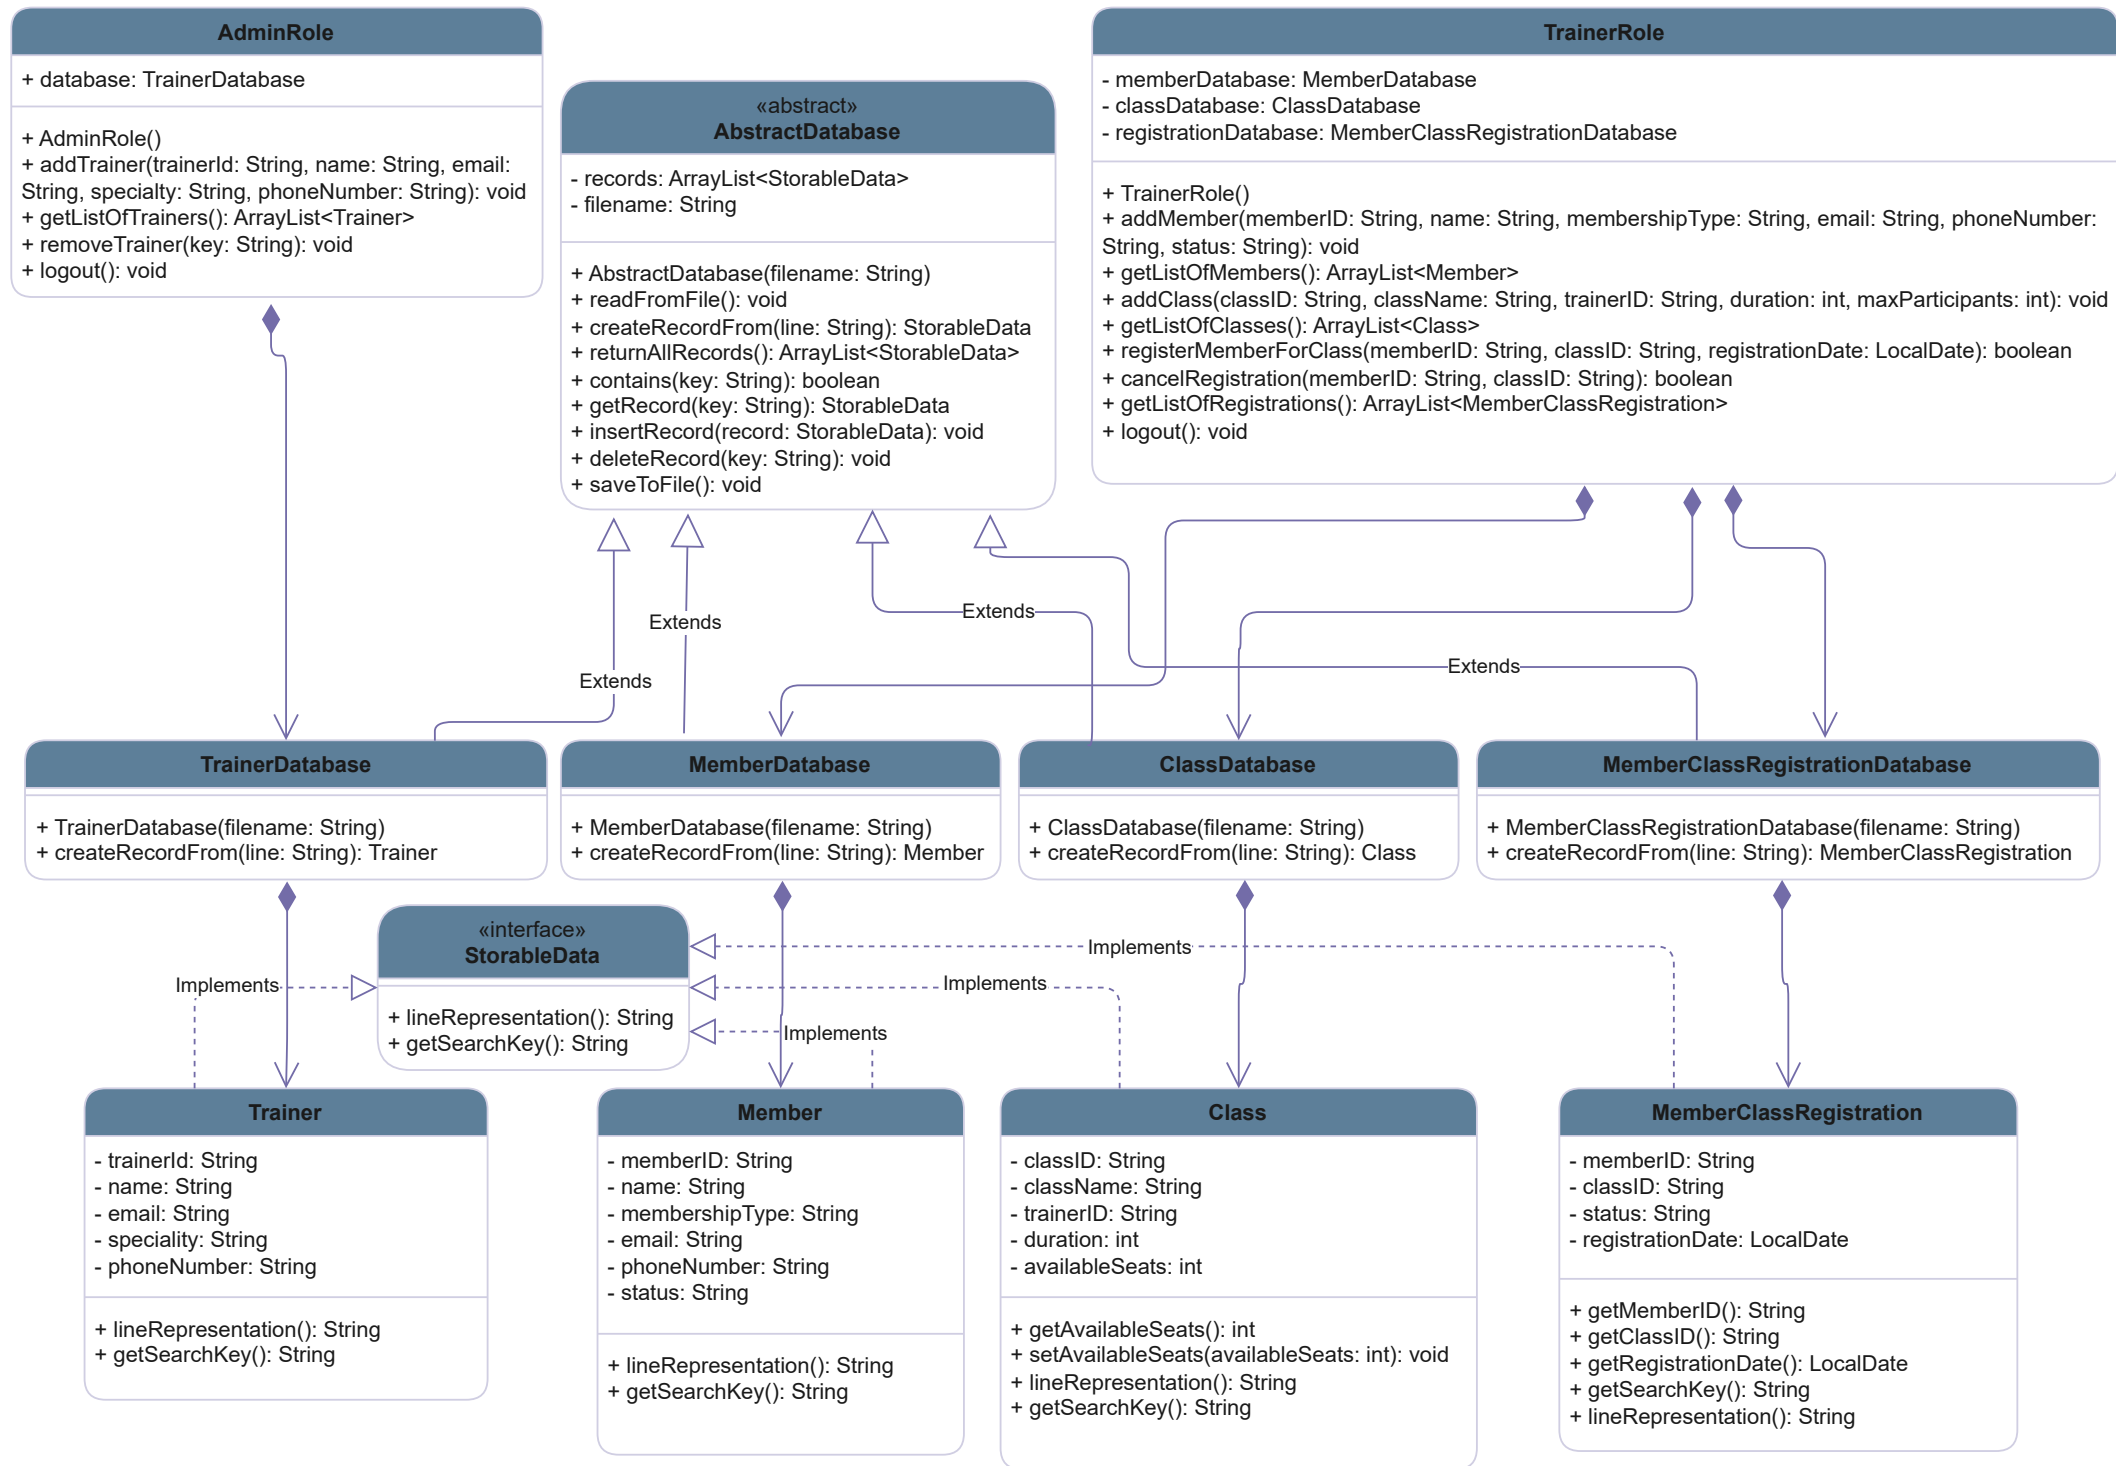 AdminRole
+ database: TrainerDatabase
+ AdminRole()
+ addTrainer(trainerId: String, name: String, email:
String, specialty: String, phoneNumber: String): void
+ getListOfTrainers(): ArrayList<Trainer>
+ removeTrainer(key: String): void
+ logout(): void
«abstract»
AbstractDatabase
- records: ArrayList<StorableData>
- filename: String
+ AbstractDatabase(filename: String)
+ readFromFile(): void
+ createRecordFrom(line: String): StorableData
+ returnAllRecords(): ArrayList<StorableData>
+ contains(key: String): boolean
+ getRecord(key: String): StorableData
+ insertRecord(record: StorableData): void
+ deleteRecord(key: String): void
+ saveToFile(): void
TrainerRole
- memberDatabase: MemberDatabase
- classDatabase: ClassDatabase
- registrationDatabase: MemberClassRegistrationDatabase
+ TrainerRole()
+ addMember(memberID: String, name: String, membershipType: String, email: String, phoneNumber:
String, status: String): void
+ getListOfMembers(): ArrayList<Member>
+ addClass(classID: String, className: String, trainerID: String, duration: int, maxParticipants: int): void
+ getListOfClasses(): ArrayList<Class>
+ registerMemberForClass(memberID: String, classID: String, registrationDate: LocalDate): boolean
+ cancelRegistration(memberID: String, classID: String): boolean
+ getListOfRegistrations(): ArrayList<MemberClassRegistration>
+ logout(): void
Extends
Extends
Extends
Extends
TrainerDatabase
+ TrainerDatabase(filename: String)
+ createRecordFrom(line: String): Trainer
MemberDatabase
+ MemberDatabase(filename: String)
+ createRecordFrom(line: String): Member
ClassDatabase
+ ClassDatabase(filename: String)
+ createRecordFrom(line: String): Class
MemberClassRegistrationDatabase
+ MemberClassRegistrationDatabase(filename: String)
+ createRecordFrom(line: String): MemberClassRegistration
«interface»
StorableData
+ lineRepresentation(): String
+ getSearchKey(): String
Implements
Implements
Implements
Implements
Trainer
- trainerId: String
- name: String
- email: String
- speciality: String
- phoneNumber: String
+ lineRepresentation(): String
+ getSearchKey(): String
Member
- memberID: String
- name: String
- membershipType: String
- email: String
- phoneNumber: String
- status: String
+ lineRepresentation(): String
+ getSearchKey(): String
Class
- classID: String
- className: String
- trainerID: String
- duration: int
- availableSeats: int
+ getAvailableSeats(): int
+ setAvailableSeats(availableSeats: int): void
+ lineRepresentation(): String
+ getSearchKey(): String
MemberClassRegistration
- memberID: String
- classID: String
- status: String
- registrationDate: LocalDate
+ getMemberID(): String
+ getClassID(): String
+ getRegistrationDate(): LocalDate
+ getSearchKey(): String
+ lineRepresentation(): String